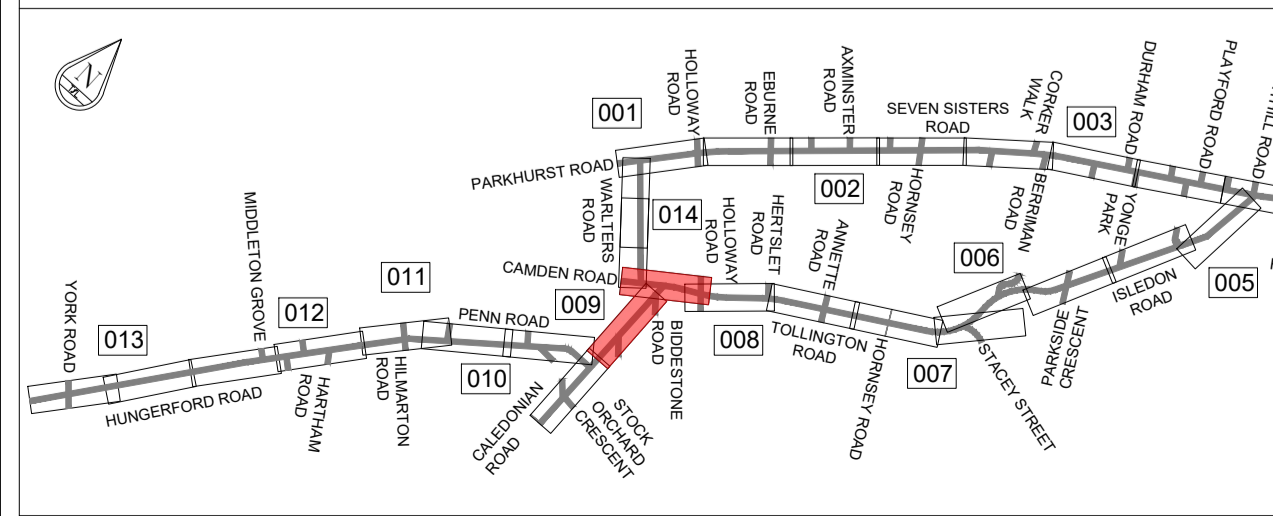 N
001
HOLLOWAY
ROAD
EBURNE
ROAD
AXMINSTER
ROAD
SEVEN SISTERS
ROAD
CORKER
WALK
003
DURHAM ROAD
PLAYFORD ROAD
HILL ROAD
PARKHURST ROAD
002
WARLTERS
ROAD
014
HOLLOWAY
ROAD
HERTSLET
ROAD
ANNETTE
ROAD
HORNSEY
ROAD
BERRIMAN
ROAD
YONGE
PARK
006
ISLEDON
ROAD
005
PARKSIDE
CRESCENT
CAMDEN ROAD
MIDDLETON GROVE
011
009
YORK ROAD
013
012
PENN ROAD
BIDDESTONE
ROAD
008
TOLLINGTON
ROAD
HORNSEY ROAD
007
STACEY STREET
HUNGERFORD ROAD
HARTHAM
ROAD
HILMARTON
ROAD
010
CALEDONIAN
ROAD
STOCK
ORCHARD
CRESCENT